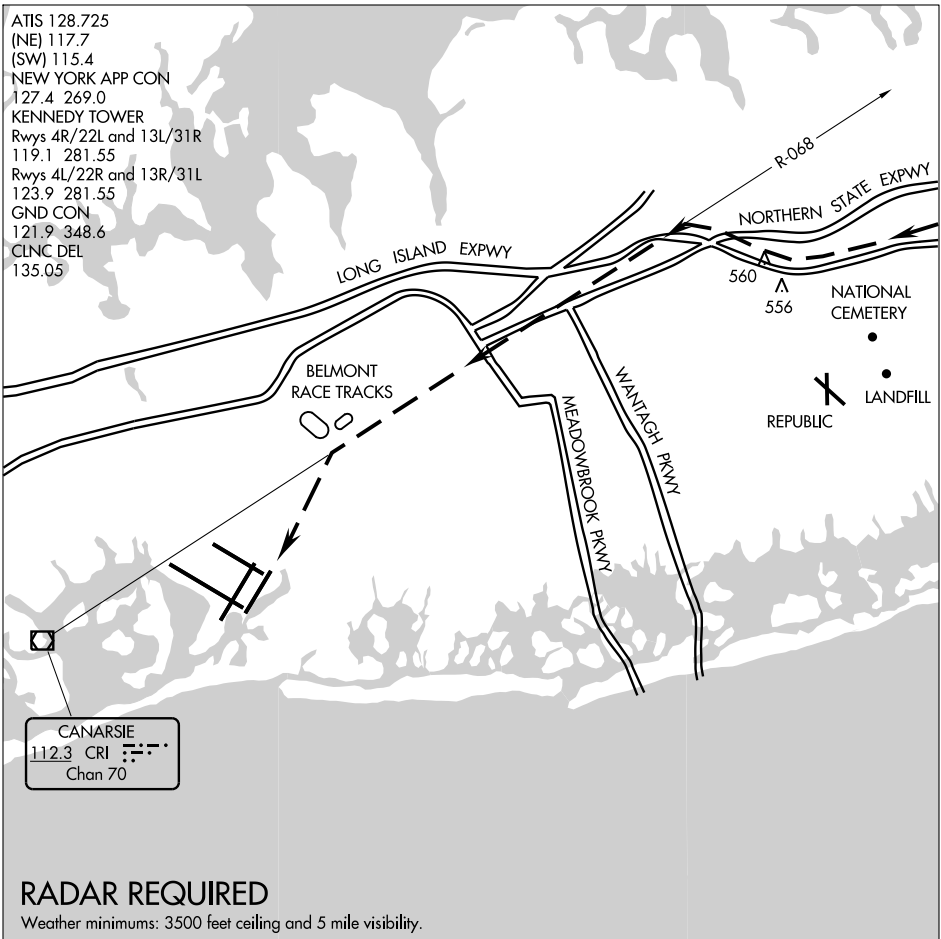 ATIS 128.725
(NE) 117.7
(SW) 115.4
NEW YORK APP CON
127.4 269.0
KENNEDY TOWER
Rwys 4R/22L and 13L/31R
119.1 281.55
Rwys 4L/22R and 13R/31L
123.9 281.55
GND CON
121.9 348.6
CLNC DEL
135.05
R-068
NORTHERN STATE EXPWY
LONG ISLAND EXPWY
560
556
NATIONAL
CEMETERY
LANDFILL
REPUBLIC
BELMONT
RACE TRACKS
WANTAGH PKWY
MEADOWBROOK PKWY
CANARSIE
112.3 CRI
Chan 70
RADAR REQUIRED
Weather minimums: 3500 feet ceiling and 5 mile visibility.